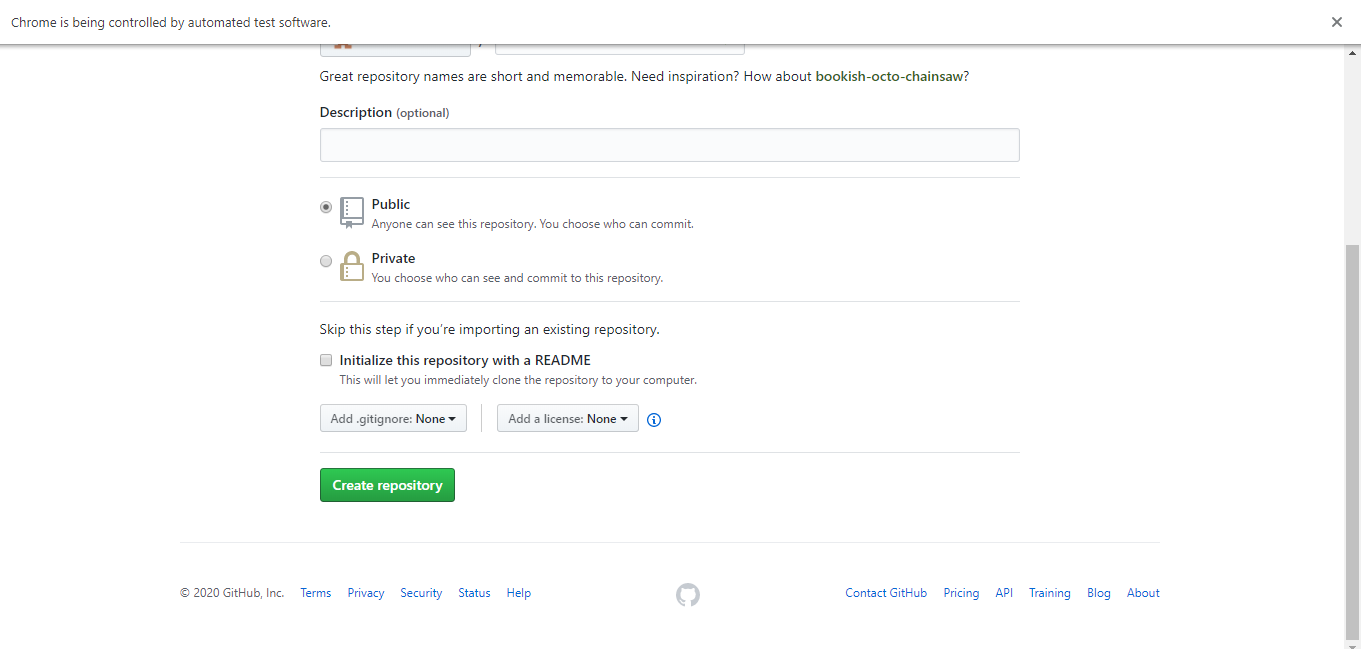 Chrome is being controlled by automated test software.
Great repository names are short and memorable. Need inspiration? How about bookish-octo-chainsaw?
Description (optional)
Public
Anyone can see this repository. You choose who can commit.
Private
You choose who can see and commit to this repository.
Skip this step if you’re importing an existing repository.
Initialize this repository with a README
This will let you immediately clone the repository to your computer.
Add .gitignore: None Add a license: None
Create repository
© 2020 GitHub, Inc. Terms Privacy Security Status Help Contact GitHub Pricing API Training Blog About